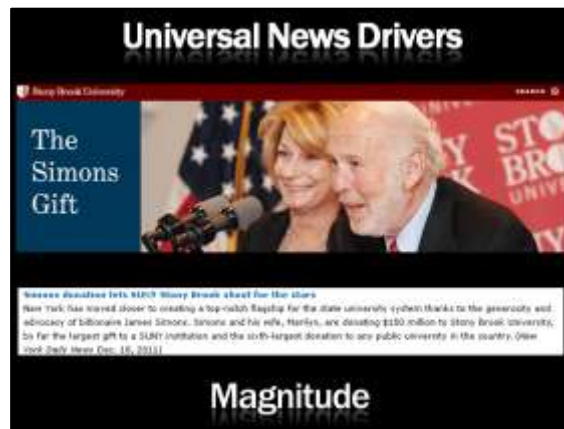 Universal News Drivers
Stony Brook University
SEARCH
The
Simons
Gift
STO
BROOK
UNIVERS
Simons donation lets SUNY Stony Brook shoot for the stars
New York has moved closer to creating a top-notch flagship for the state university system thanks to the generosity and
advocacy of billionaire James Simons. Simons and his wife, Marilyn, are donating $150 million to Stony Brook University,
by far the largest gift to a SUNY institution and the sixth-largest donation to any public university in the country. (New
York Daily News Dec. 16, 2011)
Magnitude